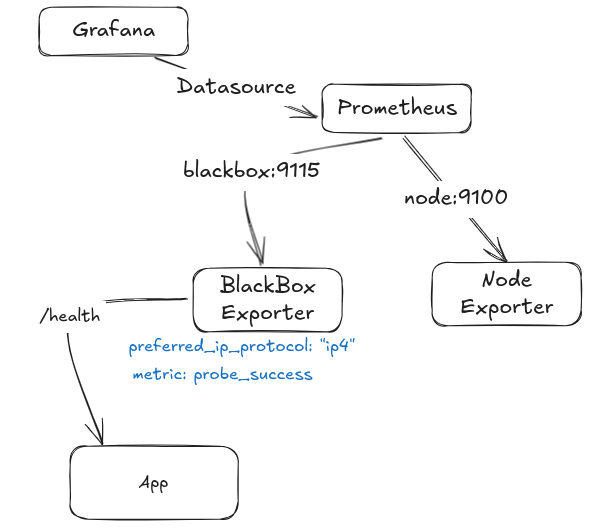 Grafana
Datasource
Prometheus
blackbox:9115
node:9100
BlackBox
Exporter
Node
Exporter
/health
preferred_ip_protocol: "ip4"
metric: probe_success
App